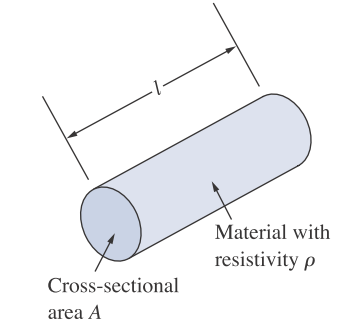 l
Material with
resistivity ρ
Cross-sectional
area A